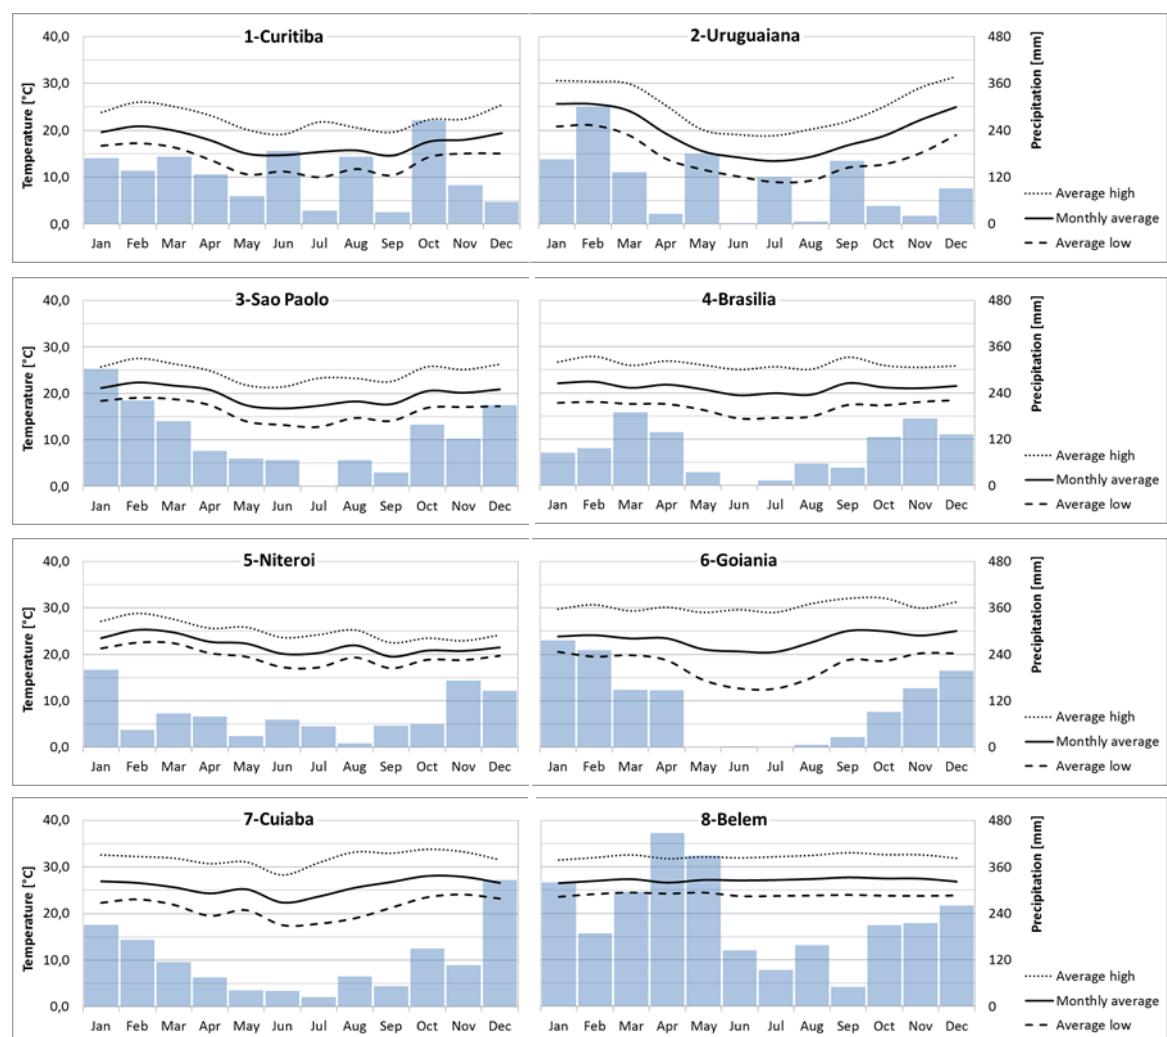 1-Curitiba
2-Uruguaiana
40,0
30,0
20,0
10,0
0,0
Temperature [°C]
Jan Feb Mar Apr May Jun Jul Aug Sep Oct Nov Dec
Jan Feb Mar Apr May Jun Jul Aug Sep Oct Nov Dec
480
360
240
120
0
Precipitation [mm]
Average high
Monthly average
Average low
3-Sao Paolo
4-Brasilia
40,0
30,0
20,0
10,0
0,0
Temperature [°C]
Jan Feb Mar Apr May Jun Jul Aug Sep Oct Nov Dec
Jan Feb Mar Apr May Jun Jul Aug Sep Oct Nov Dec
480
360
240
120
0
Precipitation [mm]
Average high
Monthly average
Average low
5-Niteroi
6-Goiania
40,0
30,0
20,0
10,0
0,0
Temperature [°C]
Jan Feb Mar Apr May Jun Jul Aug Sep Oct Nov Dec
Jan Feb Mar Apr May Jun Jul Aug Sep Oct Nov Dec
480
360
240
120
0
Precipitation [mm]
Average high
Monthly average
Average low
7-Cuiaba
8-Belem
40,0
30,0
20,0
10,0
0,0
Temperature [°C]
Jan Feb Mar Apr May Jun Jul Aug Sep Oct Nov Dec
Jan Feb Mar Apr May Jun Jul Aug Sep Oct Nov Dec
480
360
240
120
0
Precipitation [mm]
Average high
Monthly average
Average low